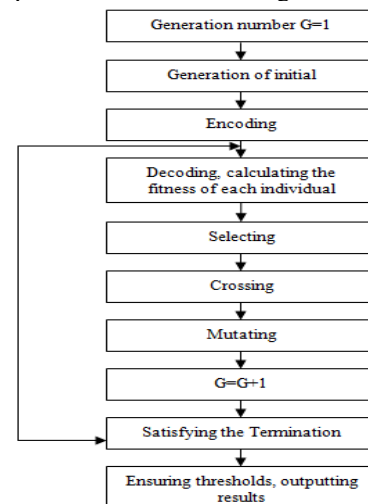 Generation number G=1
Generation of initial
Encoding
Decoding, calculating the
fitness of each individual
Selecting
Crossing
Mutating
G=G+1
Satisfying the Termination
Ensuring thresholds, outputting
results